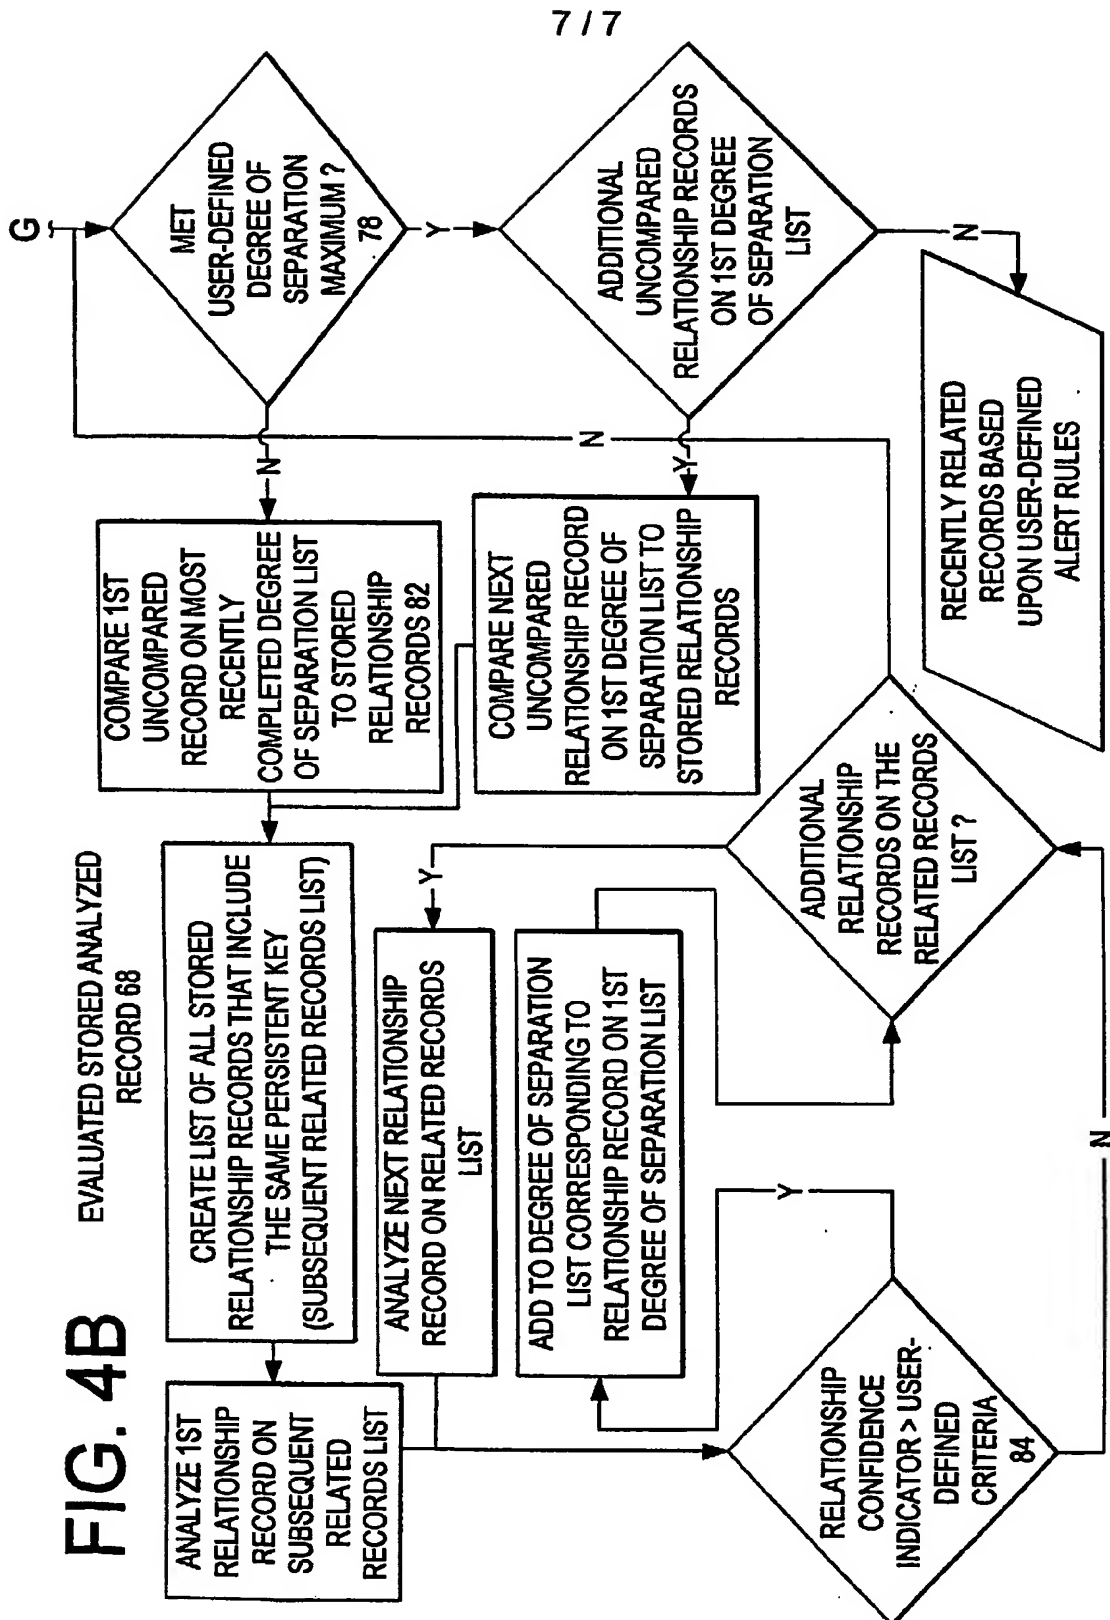 7 / 7
FIG. 4B
EVALUATED STORED ANALYZED
RECORD 68
G
MET
USER-DEFINED
DEGREE OF
SEPARATION
MAXIMUM ?
78
N
Y
COMPARE 1ST
UNCOMPARED
RECORD ON MOST
RECENTLY
COMPLETED DEGREE
OF SEPARATION LIST
TO STORED
RELATIONSHIP
RECORDS 82
ADDITIONAL
UNCOMPARED
RELATIONSHIP RECORDS
ON 1ST DEGREE
OF SEPARATION
LIST
Y
N
COMPARE NEXT
UNCOMPARED
RELATIONSHIP RECORD
ON 1ST DEGREE OF
SEPARATION LIST TO
STORED RELATIONSHIP
RECORDS
RECENTLY RELATED
RECORDS BASED
UPON USER-DEFINED
ALERT RULES
CREATE LIST OF ALL STORED
RELATIONSHIP RECORDS THAT INCLUDE
THE SAME PERSISTENT KEY
(SUBSEQUENT RELATED RECORDS LIST)
ANALYZE 1ST
RELATIONSHIP
RECORD ON
SUBSEQUENT
RELATED
RECORDS LIST
ANALYZE NEXT RELATIONSHIP
RECORD ON RELATED RECORDS
LIST
Y
N
ADD TO DEGREE OF SEPARATION
LIST CORRESPONDING TO
RELATIONSHIP RECORD ON 1ST
DEGREE OF SEPARATION LIST
ADDITIONAL
RELATIONSHIP
RECORDS ON THE
RELATED RECORDS
LIST ?
Y
RELATIONSHIP
CONFIDENCE
INDICATOR > USER-
DEFINED
CRITERIA
84
N